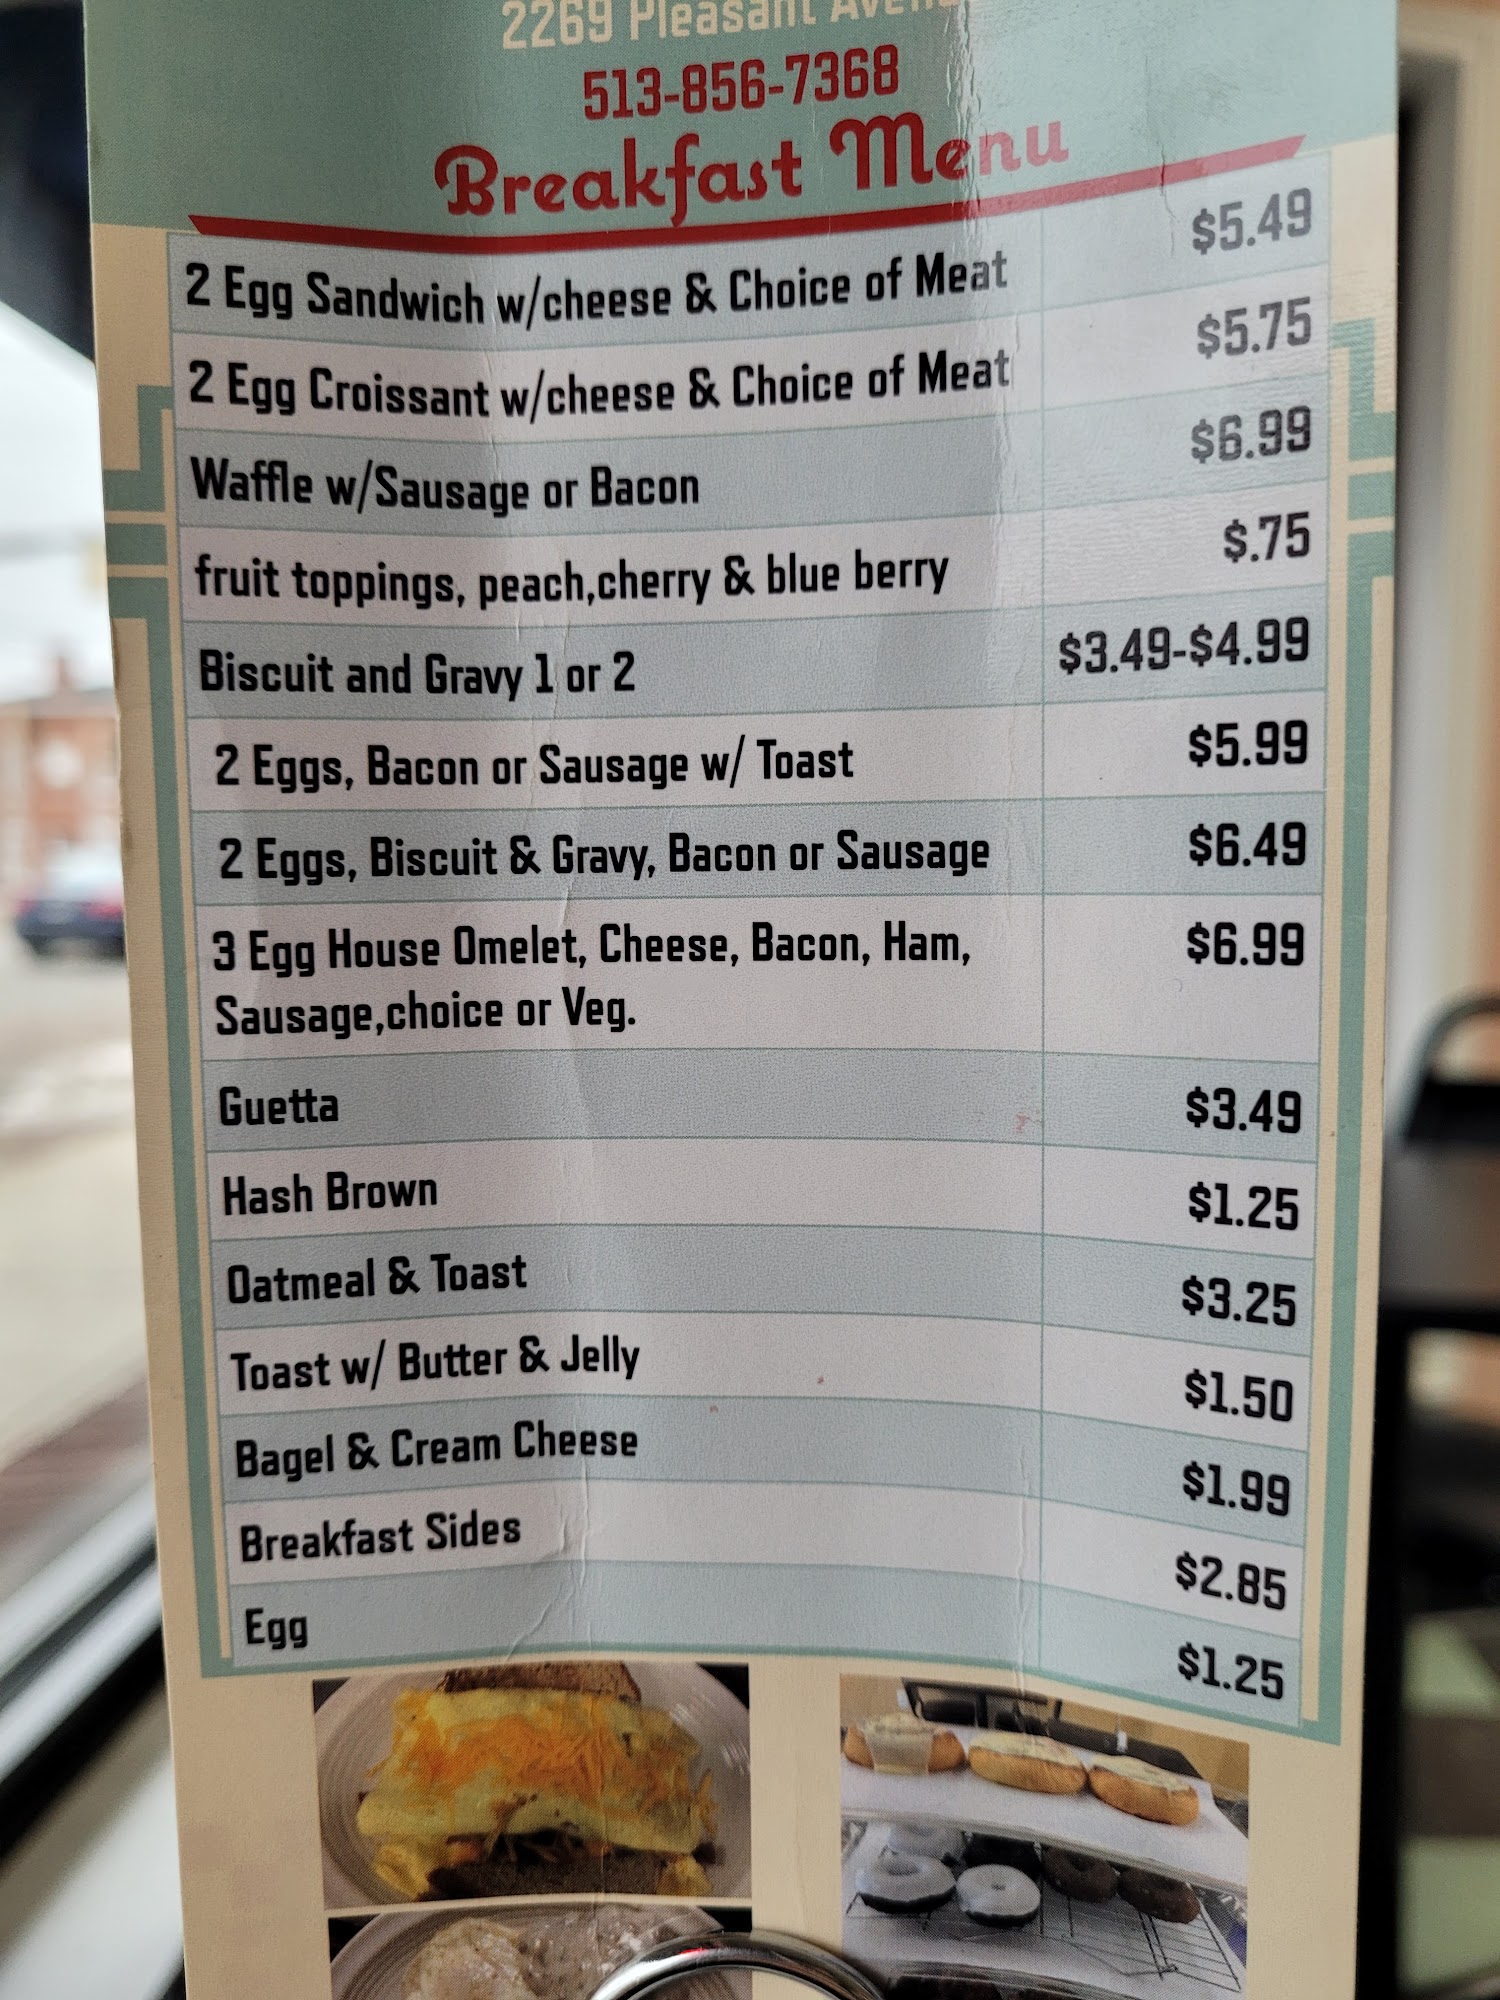 2269 Pleasant
513-856-7368
Breakfast Menu
2 Egg Sandwich w/cheese & Choice of Meat $5.49
2 Egg Croissant w/cheese & Choice of Meat $5.75
Waffle w/Sausage or Bacon $6.99
fruit toppings, peach,cherry & blue berry $.75
Biscuit and Gravy 1 or 2 $3.49-$4.99
2 Eggs, Bacon or Sausage w/ Toast $5.99
2 Eggs, Biscuit & Gravy, Bacon or Sausage $6.49
3 Egg House Omelet, Cheese, Bacon, Ham, $6.99
Sausage,choice or Veg.
Guetta $3.49
Hash Brown $1.25
Oatmeal & Toast $3.25
Toast w/ Butter & Jelly $1.50
Bagel & Cream Cheese $1.99
Breakfast Sides $2.85
Egg $1.25